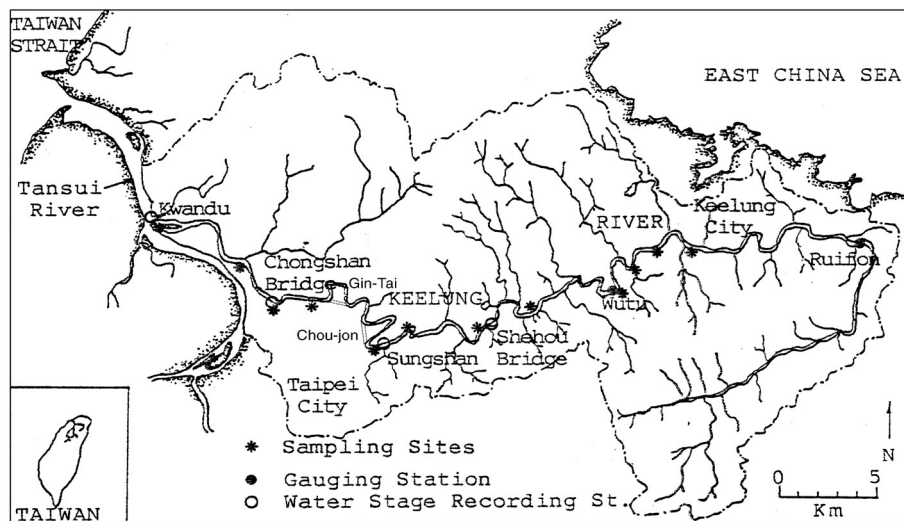 TAIWAN
STRAIT
EAST CHINA SEA
Tansui
River
Kwandu
RIVER
Keelung
City
Ruifon
Chongshan
Bridge
Gin-Tai
KEELUNG
Wutu
Chou-jon
Sungshan
Shehou
Bridge
Taipei
City
Sampling Sites
Gauging Station
Water Stage Recording St.
N
0 5
Km
TAIWAN